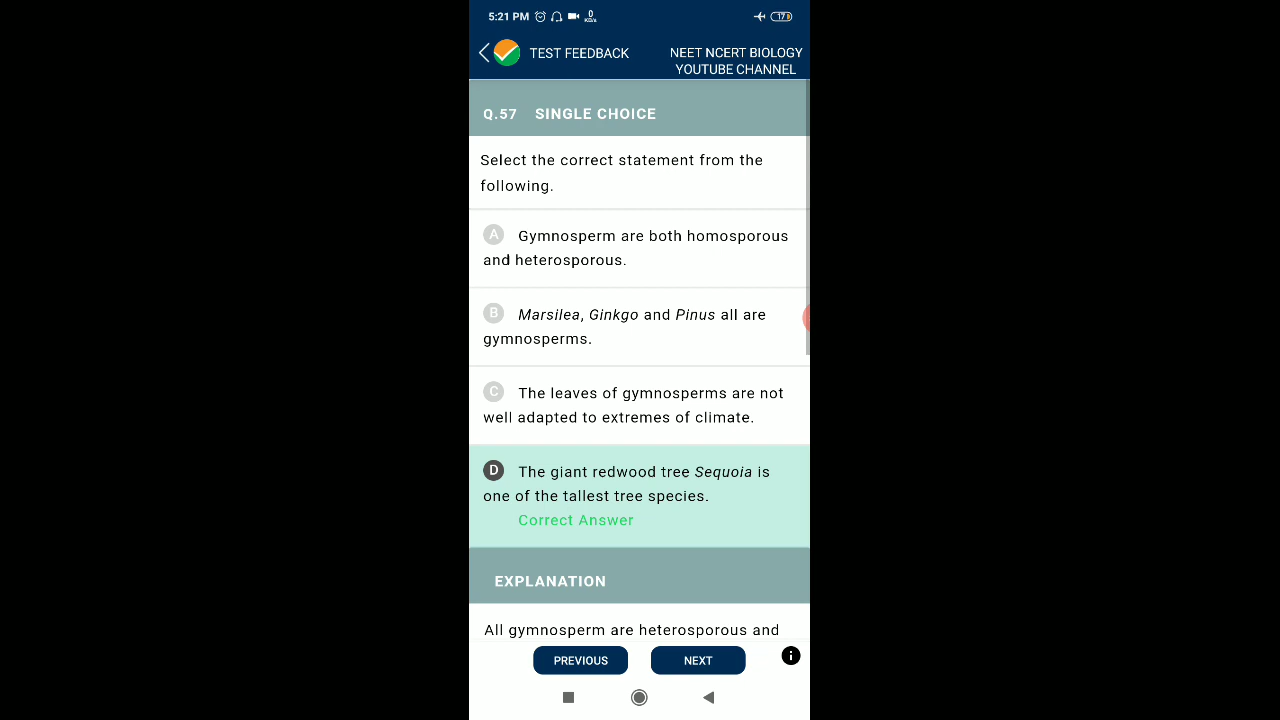 5:21 PM
0
KB/s
17
TEST FEEDBACK
NEET NCERT BIOLOGY
YOUTUBE CHANNEL
Q.57 SINGLE CHOICE
Select the correct statement from the
following.
A Gymnosperm are both homosporous
and heterosporous.
B Marsilea, Ginkgo and Pinus all are
gymnosperms.
C The leaves of gymnosperms are not
well adapted to extremes of climate.
D The giant redwood tree Sequoia is
one of the tallest tree species.
Correct Answer
EXPLANATION
All gymnosperm are heterosporous and
PREVIOUS NEXT